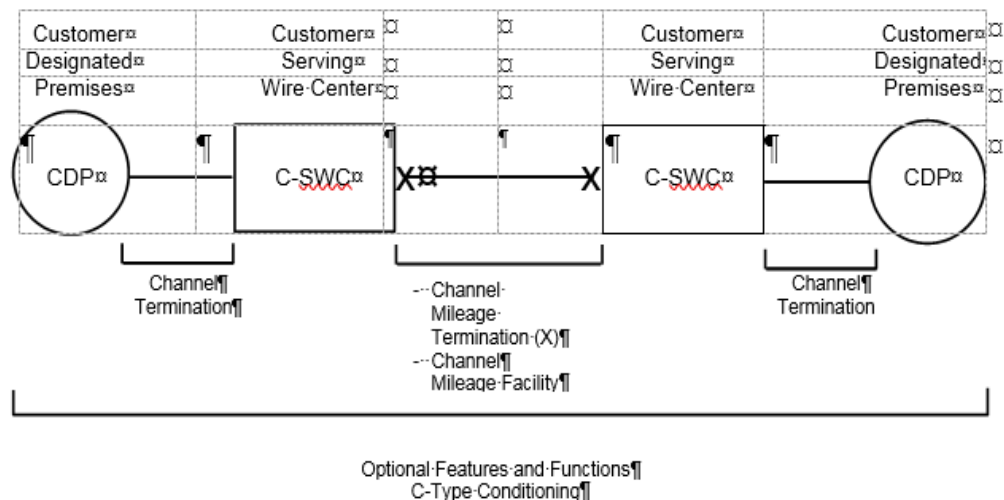 Customer¤ Customer¤ ¤ ¤ Customer¤ Customer¤ ¤
Designated¤ Serving¤ ¤ ¤ Serving¤ Designated¤ ¤
Premises¤ Wire·Center¤ ¤ ¤ Wire·Center¤ Premises¤ ¤
¶ ¶ ¶ ¶ ¶ ¶ ¤
CDP¤ C-SWC¤ X¤ X C-SWC¤ CDP¤
Channel¶
Termination¶
-··Channel·
Mileage·
Termination·(X)¶
-··Channel¶
Mileage·Facility¶
Channel¶
Termination
Optional·Features·and·Functions¶
C-Type·Conditioning¶